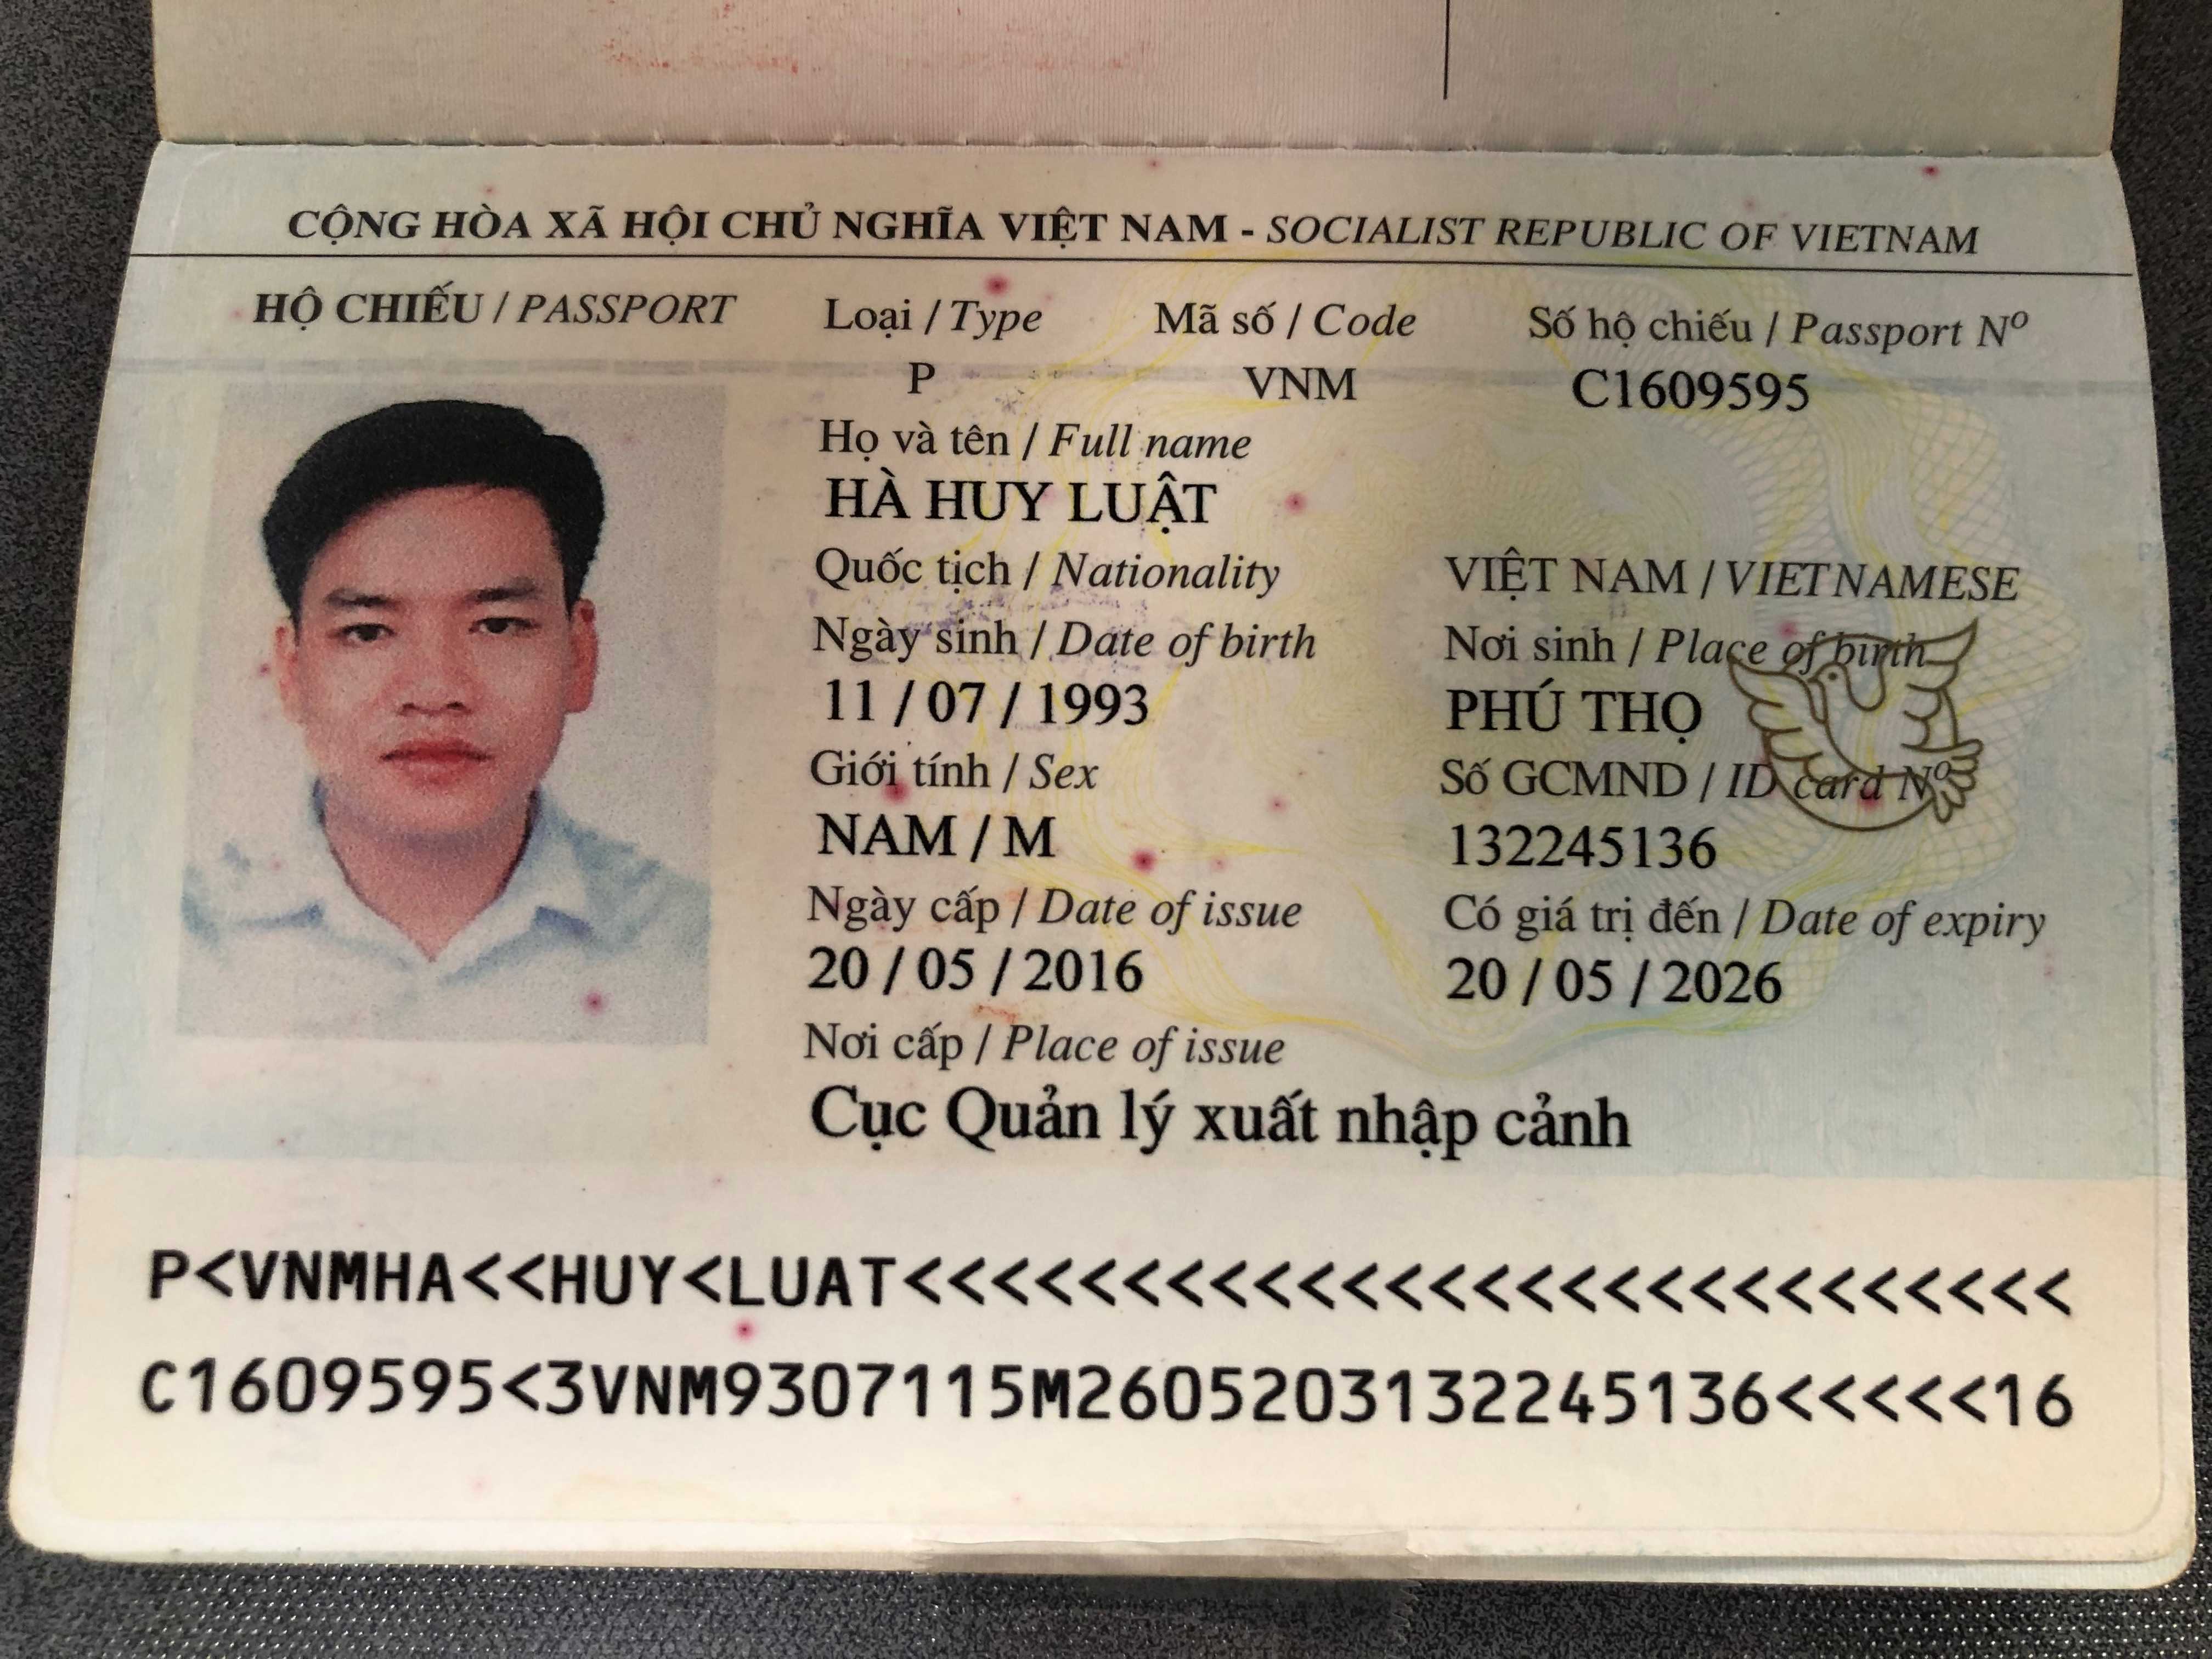 CỘNG HÒA XÃ HỘI CHỦ NGHĨA VIỆT NAM - SOCIALIST REPUBLIC OF VIETNAM
HỘ CHIẾU / PASSPORT Loại / Type Mã số / Code Số hộ chiếu / Passport Nº
P VNM C1609595
Họ và tên / Full name
HÀ HUY LUẬT
Quốc tịch / Nationality VIỆT NAM / VIETNAMESE
Ngày sinh / Date of birth Nơi sinh / Place of birth
11 / 07 / 1993 PHÚ THỌ
Giới tính / Sex Số GCMND / ID card Nº
NAM / M 132245136
Ngày cấp / Date of issue Có giá trị đến / Date of expiry
20 / 05 / 2016 20 / 05 / 2026
Nơi cấp / Place of issue
Cục Quản lý xuất nhập cảnh
P<VNMHA<<HUY<LUAT<<<<<<<<<<<<<<<<<<<<<<<<<<<
C1609595<3VNM9307115M2605203132245136<<<<<16